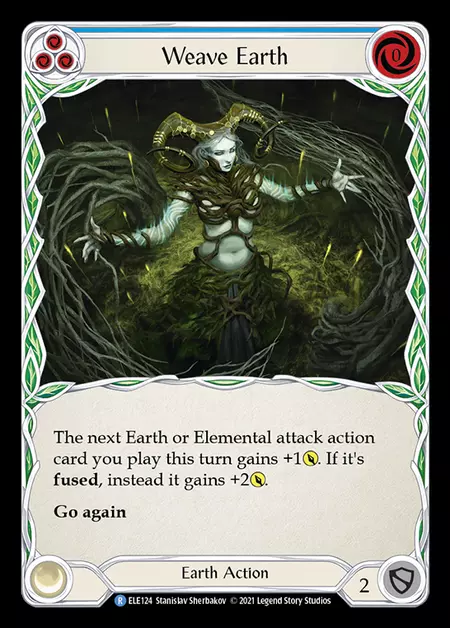 Weave Earth
0
The next Earth or Elemental attack action
card you play this turn gains +1. If it's
fused, instead it gains +2.
Go again
Earth Action
2
R ELE124 Stanislav Sherbakov © 2021 Legend Story Studios